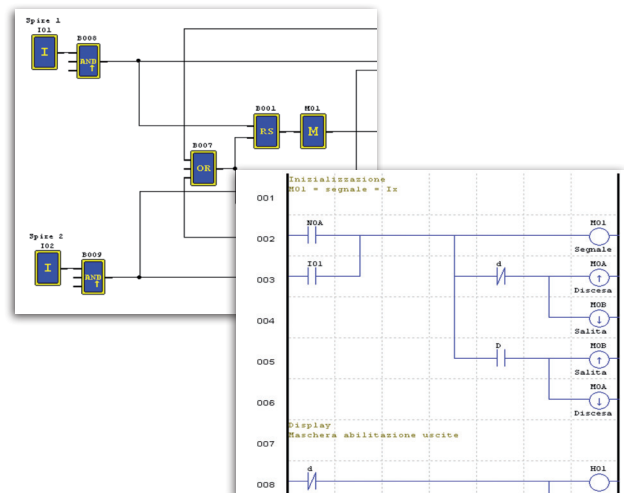 Spire 1
I01
I
B008
AND
B001
RS
M01
M
B007
OR
Spire 2
I02
I
B009
AND
Inizializzazione
M01 = segnale = Ix
001
002
N0A
M01
Segnale
003
I01
d
M0A
Discesa
004
M0B
Salita
005
D
M0B
Salita
006
M0A
Discesa
Display
Maschera abilitazione uscite
007
008
d
H01